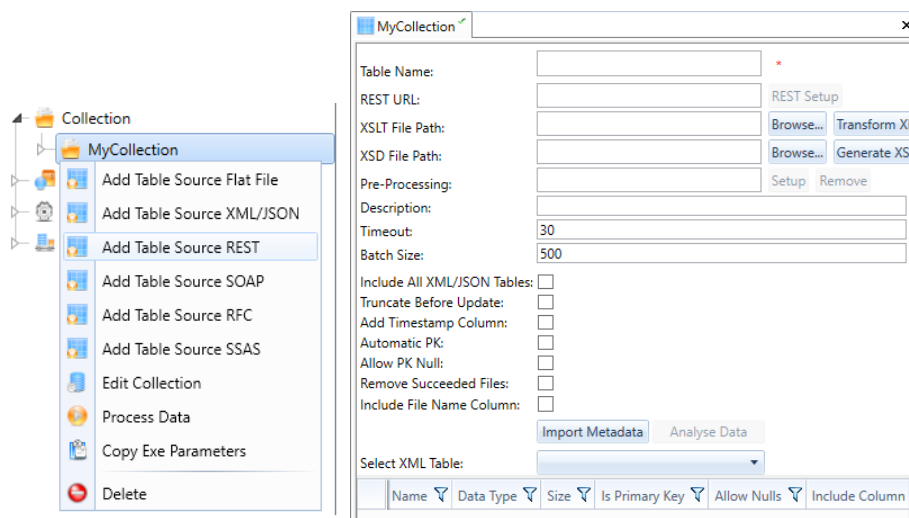 Collection
MyCollection
Add Table Source Flat File
Add Table Source XML/JSON
Add Table Source REST
Add Table Source SOAP
Add Table Source RFC
Add Table Source SSAS
Edit Collection
Process Data
Copy Exe Parameters
Delete
MyCollection
Table Name: *
REST URL: REST Setup
XSLT File Path: Browse... Transform X
XSD File Path: Browse... Generate XS
Pre-Processing: Setup Remove
Description:
Timeout: 30
Batch Size: 500
Include All XML/JSON Tables:
Truncate Before Update:
Add Timestamp Column:
Automatic PK:
Allow PK Null:
Remove Succeeded Files:
Include File Name Column:
Import Metadata Analyse Data
Select XML Table:
Name Data Type Size Is Primary Key Allow Nulls Include Column